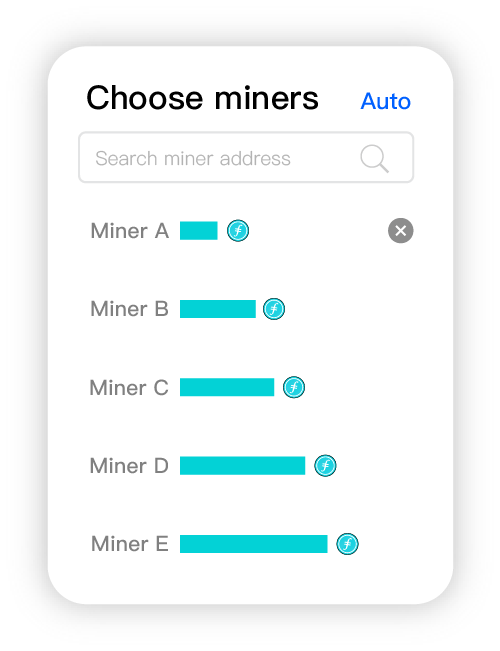 Choose miners
Auto
Search miner address
Miner A
Miner B
Miner C
Miner D
Miner E